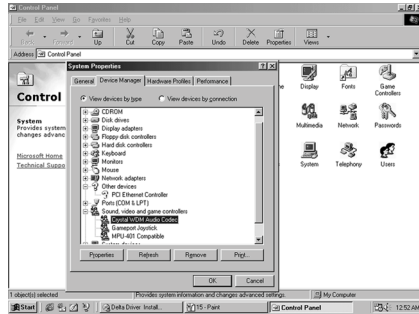 Control Panel
File Edit View Go Favorites Help
Back Forward Up Cut Copy Paste Undo Delete Properties Views
Address Control Panel
System Properties
General Device Manager Hardware Profiles Performance
View devices by type View devices by connection
CDROM
Disk drives
Display adapters
Floppy disk controllers
Hard disk controllers
Keyboard
Monitors
Mouse
Network adapters
Other devices
PCI Ethernet Controller
Ports (COM & LPT)
Sound, video and game controllers
Crystal WDM Audio Codec
Gameport Joystick
MPU-401 Compatible
Properties Refresh Remove Print...
OK Cancel
Control
System
Provides system
changes advanc
Microsoft Home
Technical Suppo
Display Fonts Game Controllers
Multimedia Network Passwords
System Telephony Users
1 object(s) selected Provides system information and changes advanced settings. My Computer
Start Delta Driver Install... 15 - Paint Control Panel 12:52 AM